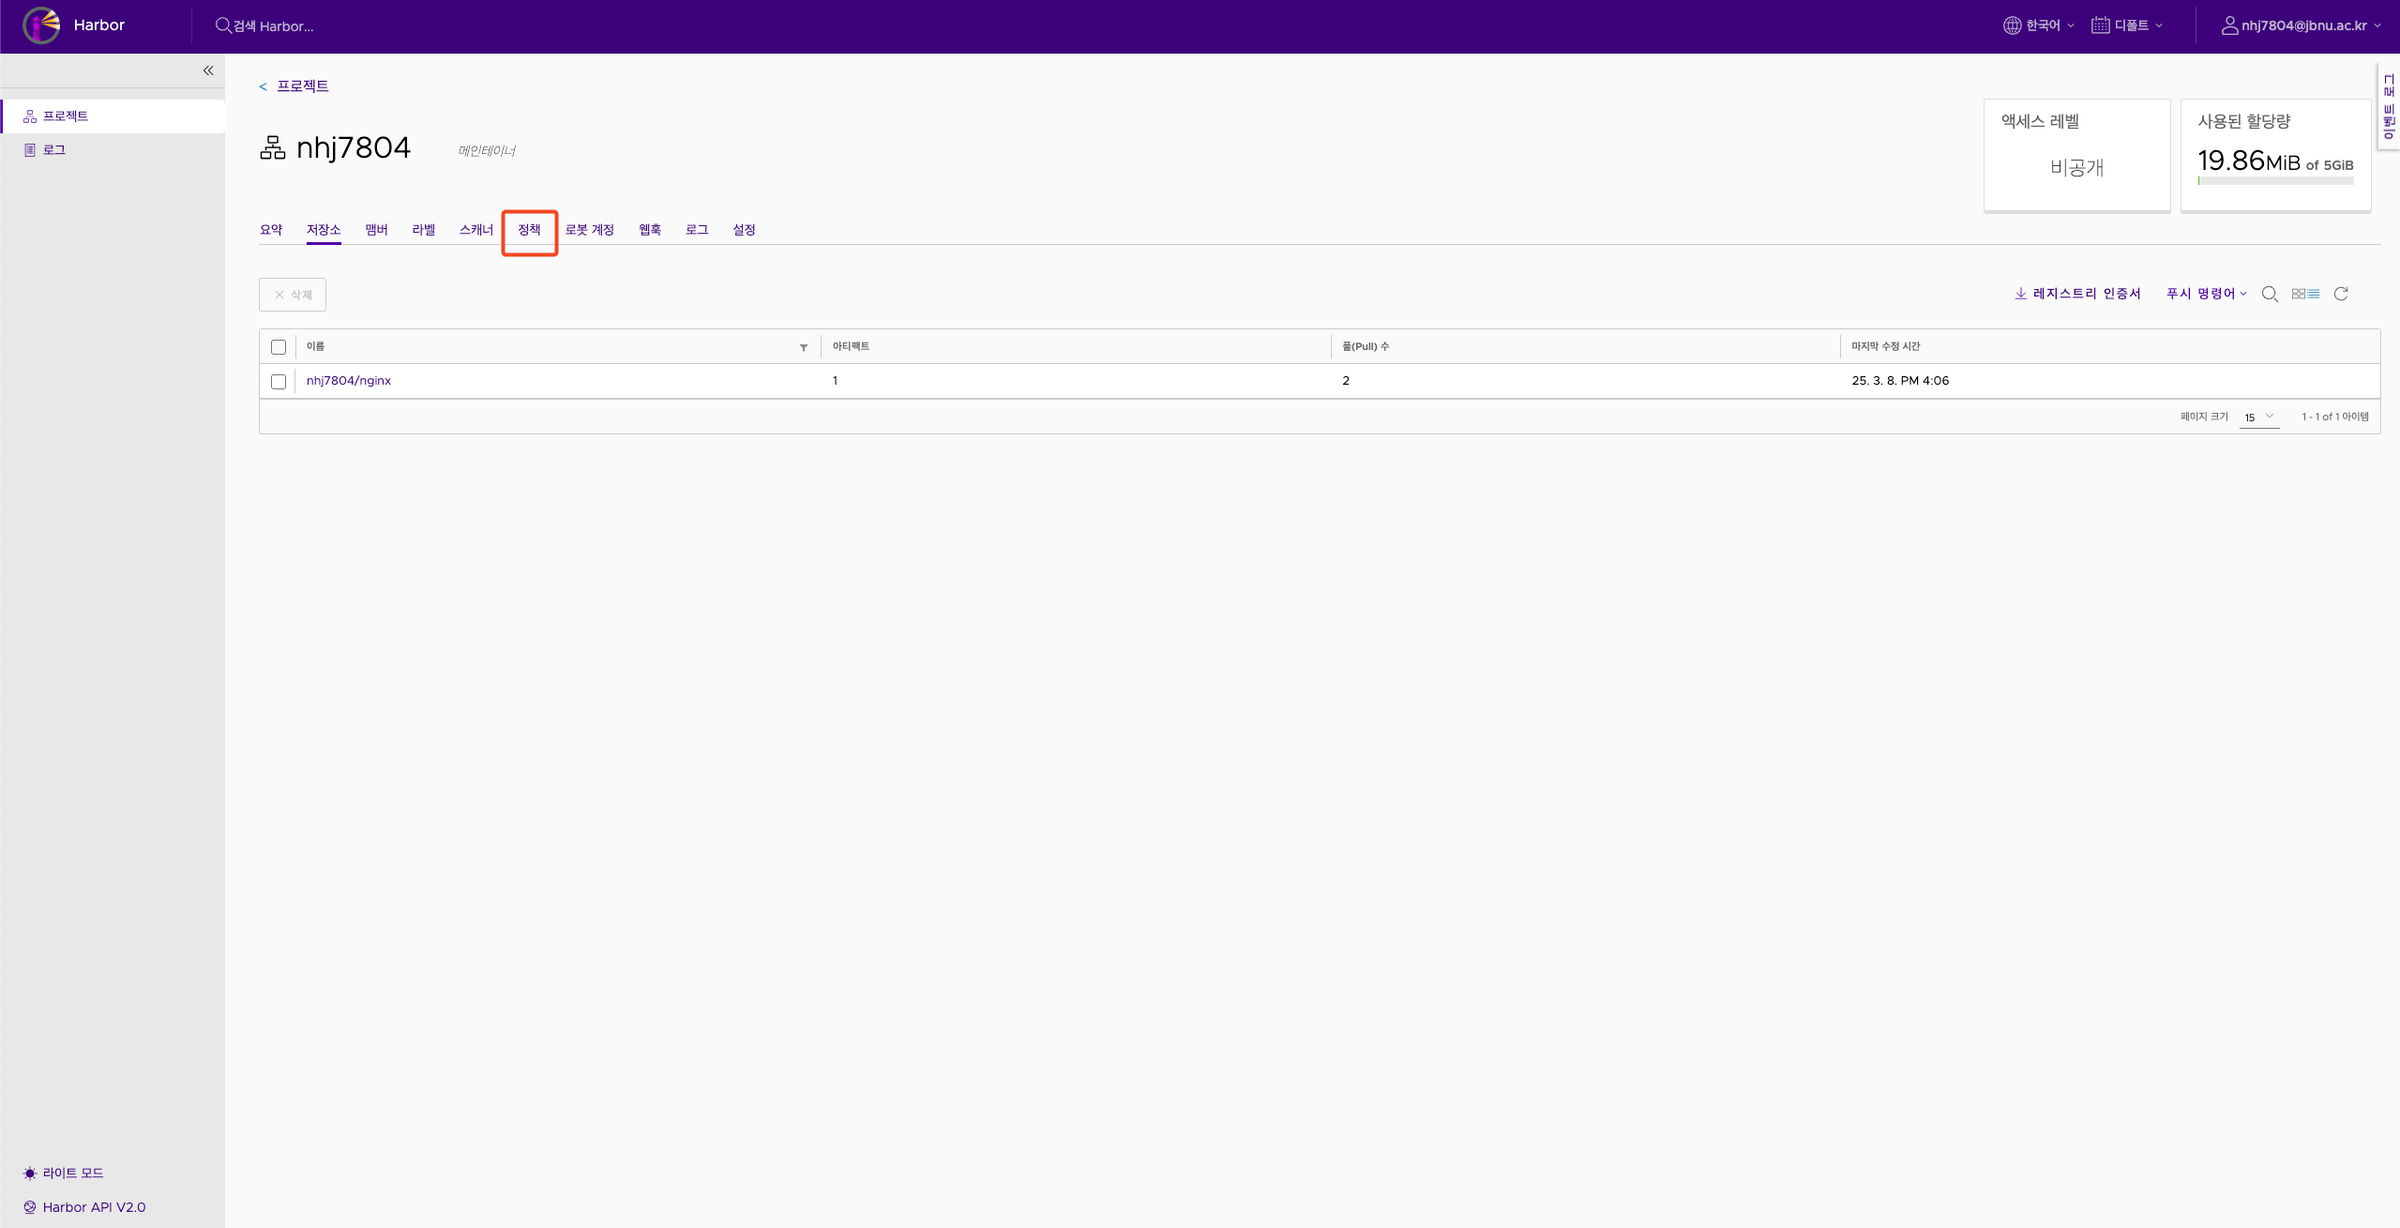 Harbor
검색 Harbor...
한국어
디폴트
nhj7804@jbnu.ac.kr
프로젝트
로그
< 프로젝트
nhj7804
메인테이너
액세스 레벨
비공개
사용된 할당량
19.86MiB of 5GiB
이벤트 로그
요약
저장소
맴버
라벨
스캐너
정책
로봇 계정
웹훅
로그
설정
삭제
레지스트리 인증서
푸시 명령어
이름
아티팩트
풀(Pull) 수
마지막 수정 시간
nhj7804/nginx
1
2
25. 3. 8. PM 4:06
페이지 크기
15
1 - 1 of 1 아이템
라이트 모드
Harbor API V2.0